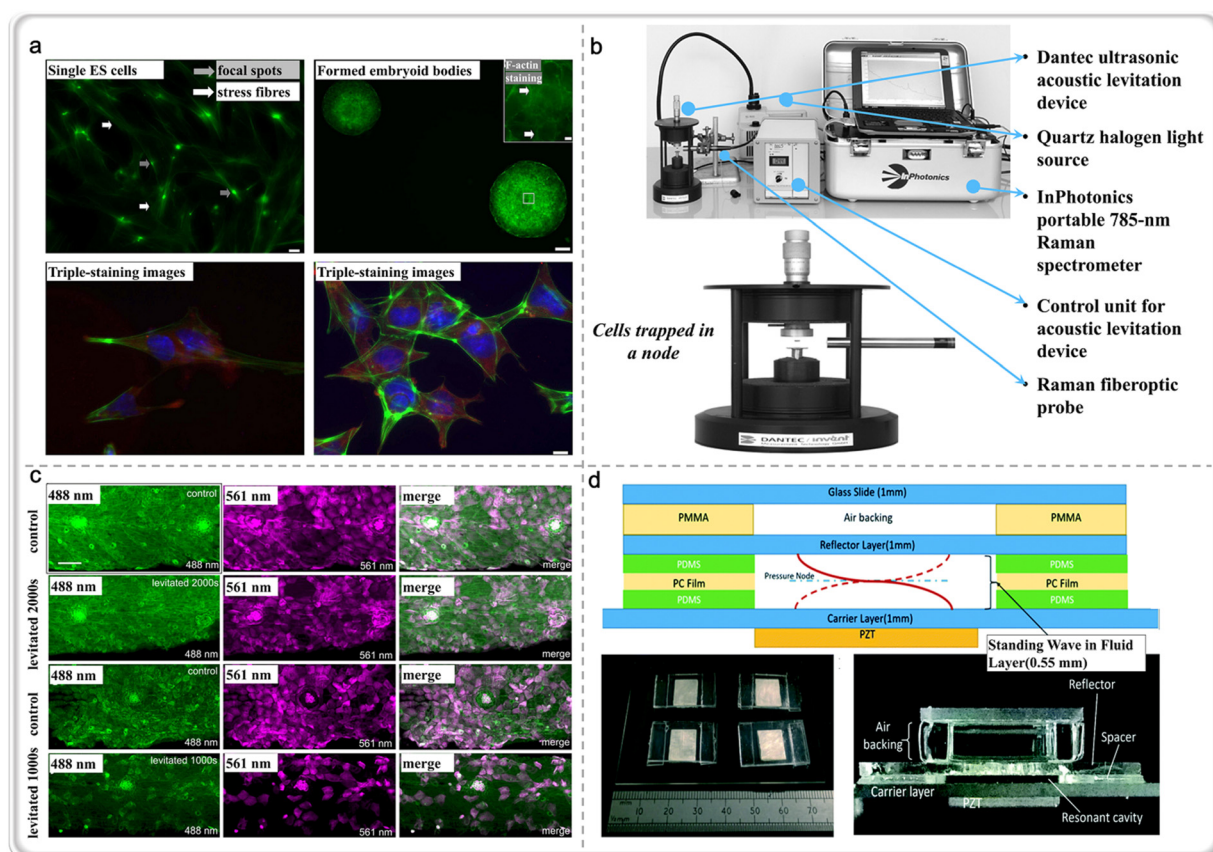 a
Single ES cells
focal spots
stress fibres
Formed embryoid bodies
F-actin
staining
Triple-staining images
Triple-staining images
b
InPhotonics
Dantec ultrasonic
acoustic levitation
device
Quartz halogen light
source
InPhotonics
portable 785-nm
Raman
spectrometer
Control unit for
acoustic levitation
device
Raman fiberoptic
probe
Cells trapped in
a node
DANTEC / invent
c
control
488 nm
control
488 nm
561 nm
561 nm
merge
merge
levitated 2000s
488 nm
levitated 2000s
488 nm
561 nm
561 nm
merge
merge
control
488 nm
control
488 nm
561 nm
561 nm
merge
merge
levitated 1000s
488 nm
levitated 1000s
488 nm
561 nm
561 nm
merge
merge
d
Glass Slide (1mm)
PMMA
Air backing
PMMA
Reflector Layer(1mm)
PDMS
PDMS
Pressure Node
PC Film
PC Film
PDMS
PDMS
Carrier Layer(1mm)
PZT
Standing Wave in Fluid
Layer(0.55 mm)
10 20 30 40 50 60 70
Reflector
Air
backing
Spacer
Carrier layer
PZT
Resonant cavity